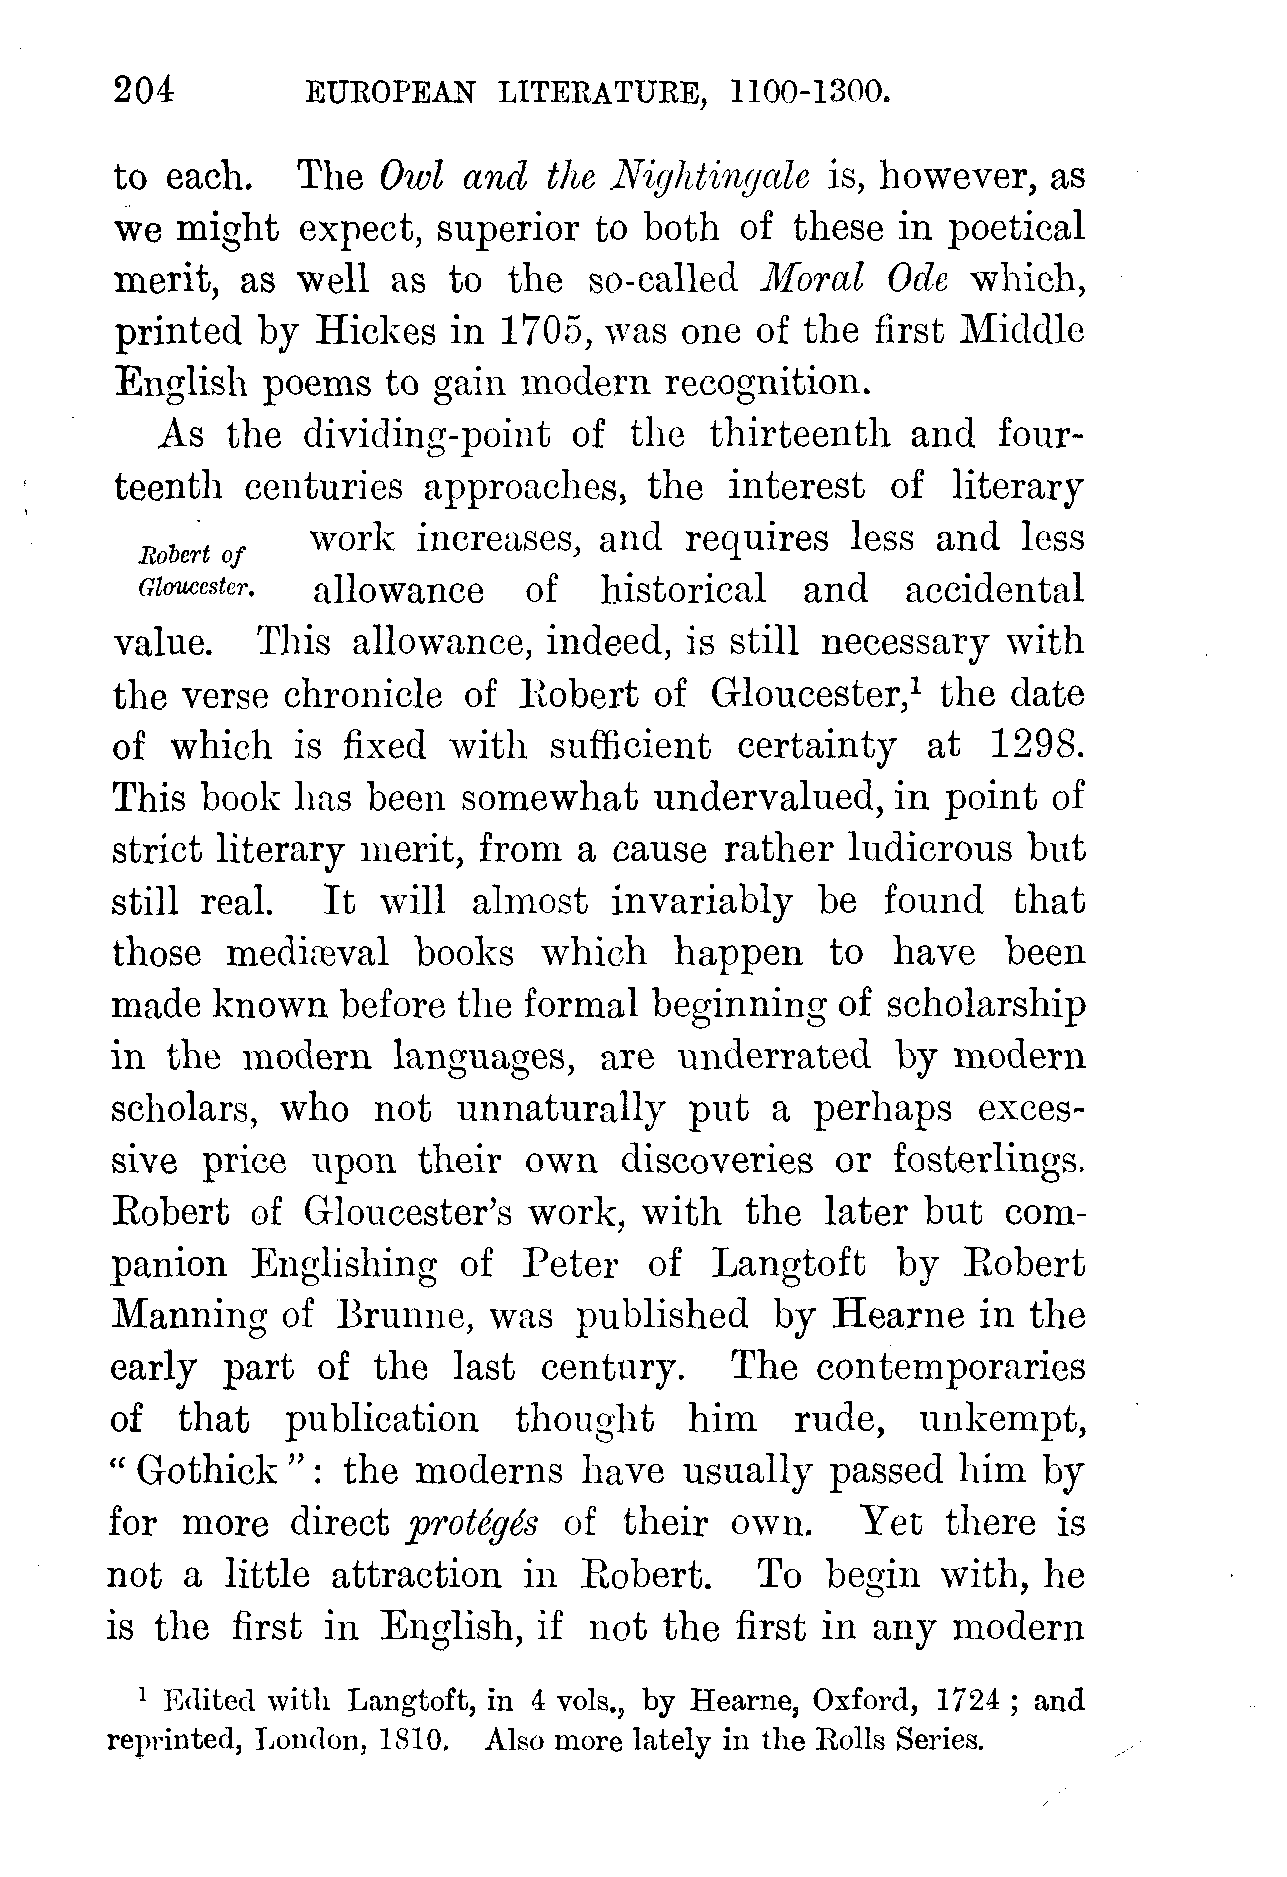 204 EUROPEAN LITERATURE, 1100-1300.
to each. The Owl and the Nightingale is, however, as
we might expect, superior to both of these in poetical
merit, as well as to the so-called Moral Ode which,
printed by Hickes in 1705, was one of the first Middle
English poems to gain modern recognition.
As the dividing-point of the thirteenth and four-
teenth centuries approaches, the interest of literary
work increases, and requires less and less
Robert of
Gloucester. allowance of historical and accidental
value. This allowance, indeed, is still necessary with
the verse chronicle of Robert of Gloucester,¹ the date
of which is fixed with sufficient certainty at 1298.
This book has been somewhat undervalued, in point of
strict literary merit, from a cause rather ludicrous but
still real. It will almost invariably be found that
those mediæval books which happen to have been
made known before the formal beginning of scholarship
in the modern languages, are underrated by modern
scholars, who not unnaturally put a perhaps exces-
sive price upon their own discoveries or fosterlings.
Robert of Gloucester's work, with the later but com-
panion Englishing of Peter of Langtoft by Robert
Manning of Brunne, was published by Hearne in the
early part of the last century. The contemporaries
of that publication thought him rude, unkempt,
“Gothick”: the moderns have usually passed him by
for more direct protégés of their own. Yet there is
not a little attraction in Robert. To begin with, he
is the first in English, if not the first in any modern
¹ Edited with Langtoft, in 4 vols., by Hearne, Oxford, 1724; and
reprinted, London, 1810. Also more lately in the Rolls Series.